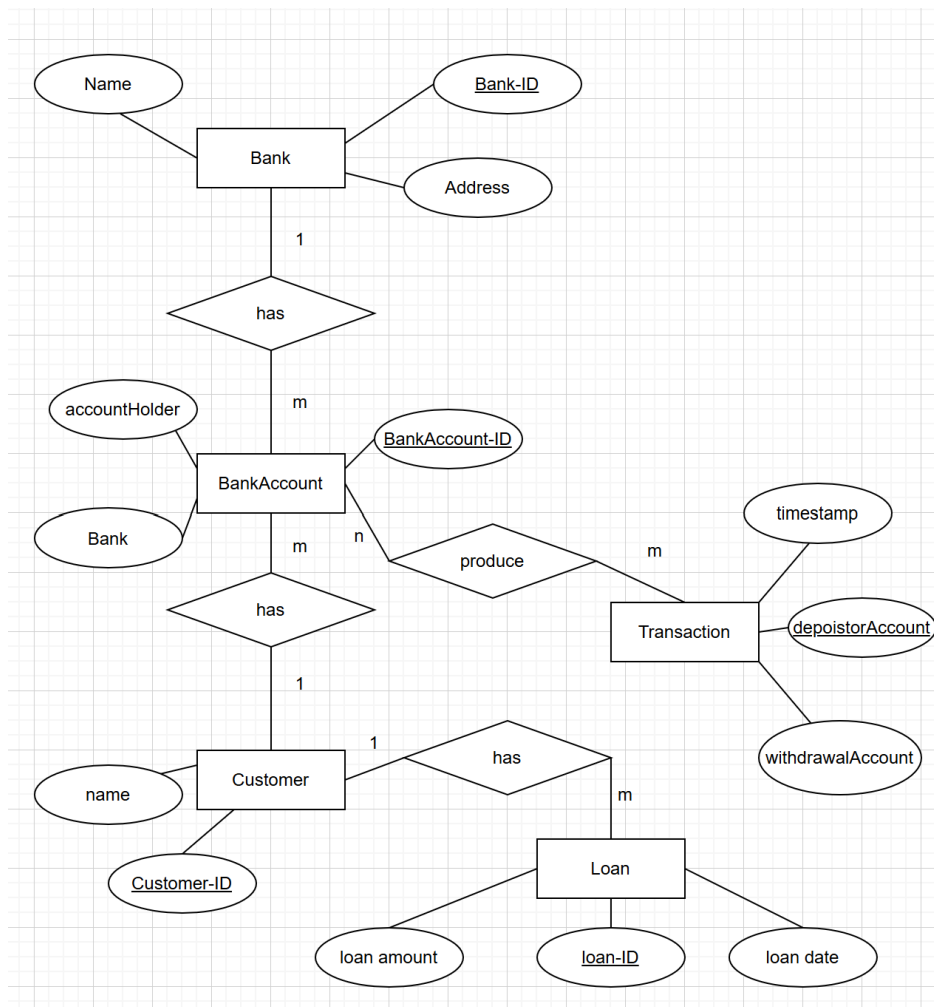 Name
Bank-ID
Bank
Address
1
has
m
accountHolder
BankAccount-ID
BankAccount
Bank
m
n
produce
m
timestamp
has
Transaction
depoistorAccount
1
1
has
withdrawalAccount
Customer
name
m
Customer-ID
Loan
loan amount
loan-ID
loan date